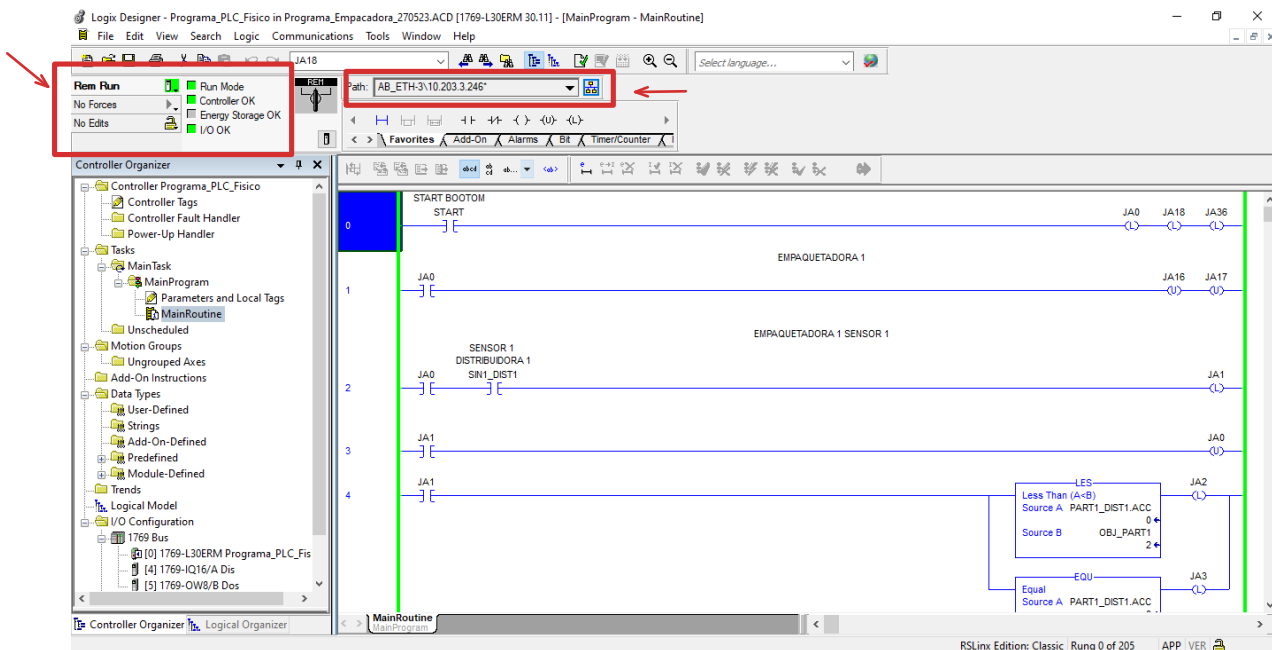 Logix Designer - Programa_PLC_Fisico in Programa_Empacadora_270523.ACD [1769-L30ERM 30.11] - [MainProgram - MainRoutine]
File Edit View Search Logic Communications Tools Window Help
JA18
Select language...
Rem Run
Run Mode
No Forces
Controller OK
Energy Storage OK
No Edits
I/O OK
REM
Path: AB_ETH-3\10.203.3.246*
Favorites Add-On Alarms Bit Timer/Counter
Controller Organizer
Controller Programa_PLC_Fisico
Controller Tags
Controller Fault Handler
Power-Up Handler
Tasks
MainTask
MainProgram
Parameters and Local Tags
MainRoutine
Unscheduled
Motion Groups
Ungrouped Axes
Add-On Instructions
Data Types
User-Defined
Strings
Add-On-Defined
Predefined
Module-Defined
Trends
Logical Model
I/O Configuration
1769 Bus
[0] 1769-L30ERM Programa_PLC_Fis
[4] 1769-IQ16/A Dis
[5] 1769-OW8/B Dos
Controller Organizer Logical Organizer
START BOOTOM
START
JA0 JA18 JA36
0
L L L
EMPAQUETADORA 1
JA0
JA16 JA17
1
U U
EMPAQUETADORA 1 SENSOR 1
SENSOR 1
DISTRIBUIDORA 1
JA0 SIN1_DIST1
JA1
2
L
JA1
JA0
3
U
JA1
LES
JA2
4
Less Than (A<B)
L
Source A PART1_DIST1.ACC
0
Source B OBJ_PART1
2
EQU
JA3
Equal
L
Source A PART1_DIST1.ACC
MainRoutine
MainProgram
RSLinx Edition: Classic Rung 0 of 205 APP VER